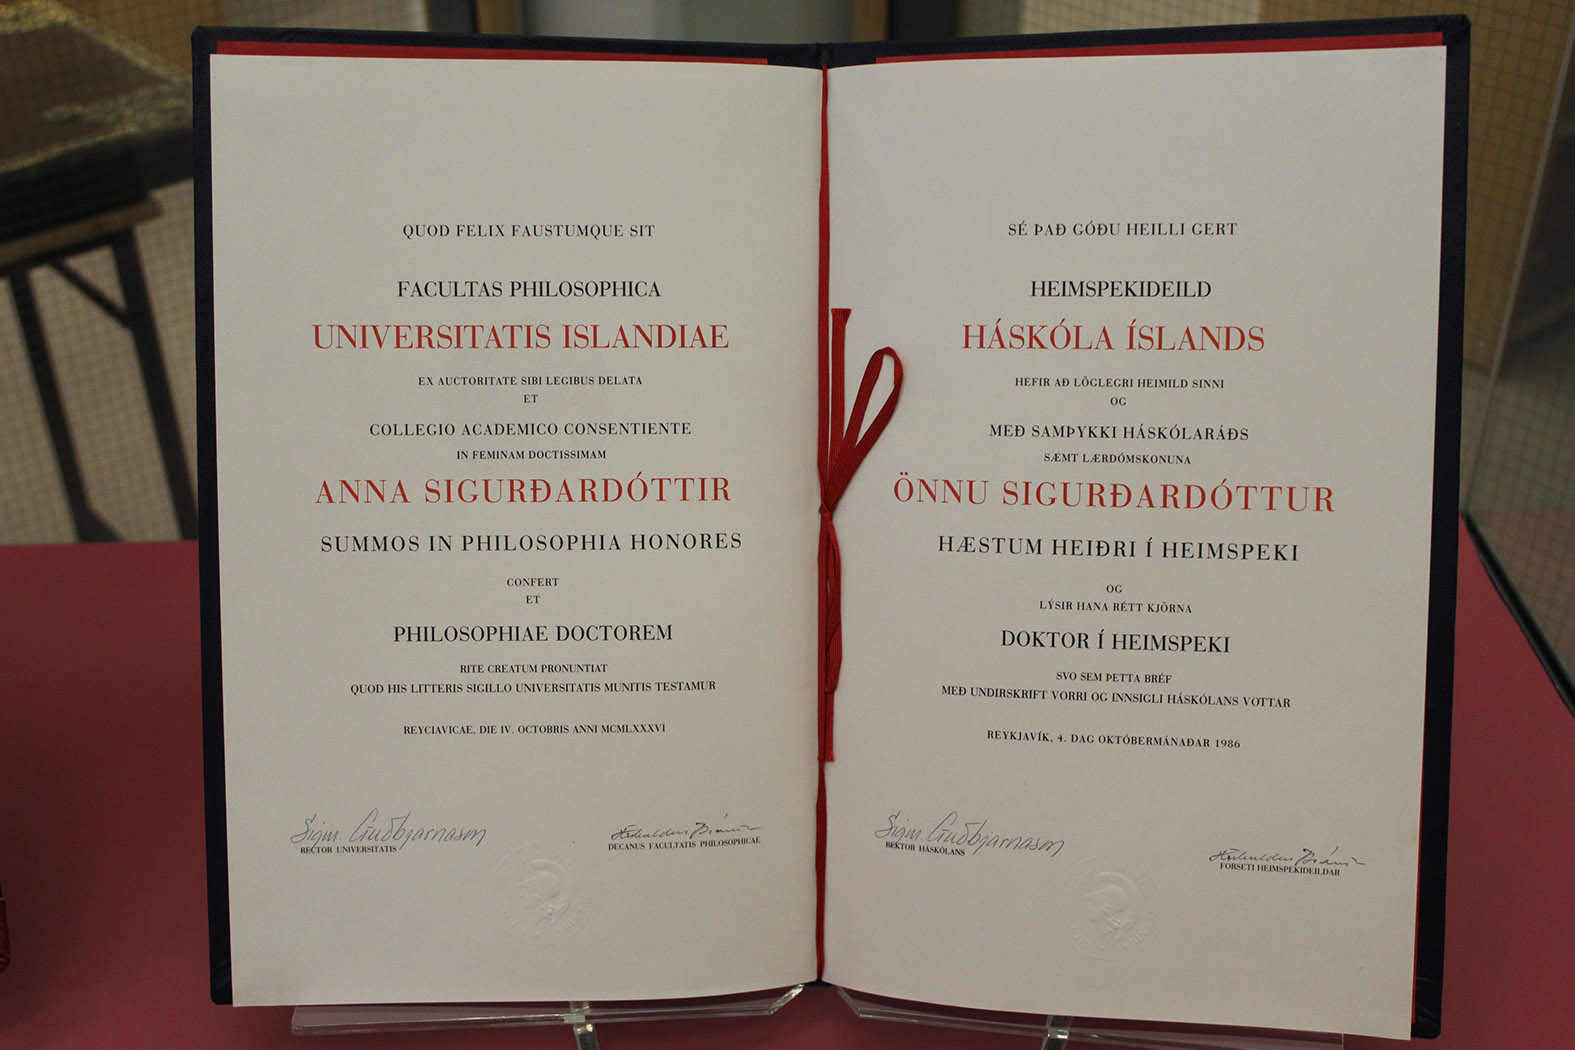 QUOD FELIX FAUSTUMQUE SIT
FACULTAS PHILOSOPHICA
UNIVERSITATIS ISLANDIAE
EX AUCTORITATE SIBI LEGIBUS DELATA
ET
COLLEGIO ACADEMICO CONSENTIENTE
IN FEMINAM DOCTISSIMAM
ANNA SIGURÐARDÓTTIR
SUMMOS IN PHILOSOPHIA HONORES
CONFERT
ET
PHILOSOPHIAE DOCTOREM
RITE CREATUM PRONUNTIAT
QUOD HIS LITTERIS SIGILLO UNIVERSITATIS MUNITIS TESTAMUR
REYCIAVICAE, DIE IV. OCTOBRIS ANNI MCMLXXXVI
Sigm. Guðbjarnason
RECTOR UNIVERSITATIS
DECANUS FACULTATIS PHILOSOPHICAE
SÉ ÞAÐ GÓÐU HEILLI GERT
HEIMSPEKIDEILD
HÁSKÓLA ÍSLANDS
HEFIR AÐ LÖGLEGRI HEIMILD SINNI
OG
MEÐ SAMÞYKKI HÁSKÓLARÁÐS
SÆMT LÆRDÓMSKONUNA
ÖNNU SIGURÐARDÓTTUR
HÆSTUM HEIÐRI Í HEIMSPEKI
OG
LÝSIR HANA RÉTT KJÖRNA
DOKTOR Í HEIMSPEKI
SVO SEM ÞETTA BRÉF
MEÐ UNDIRSKRIFT VORRI OG INNSIGLI HÁSKÓLANS VOTTAR
REYKJAVÍK, 4. DAG OKTÓBERMÁNAÐAR 1986
Sigm. Guðbjarnason
REKTOR HÁSKÓLANS
FORSETI HEIMSPEKIDEILDAR